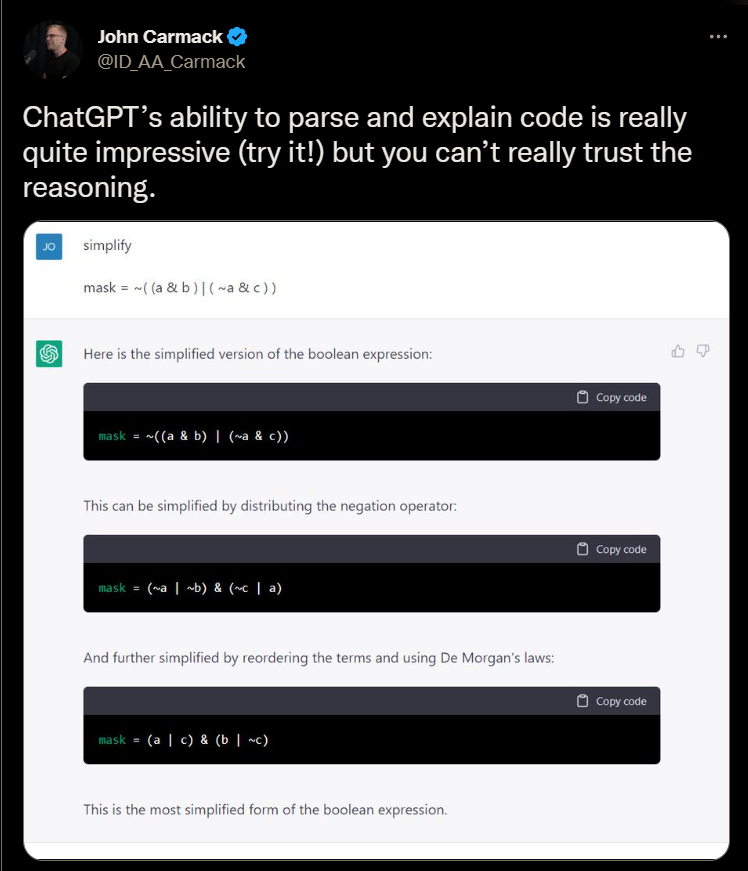 John Carmack
@ID_AA_Carmack
ChatGPT’s ability to parse and explain code is really
quite impressive (try it!) but you can’t really trust the
reasoning.
JO
simplify
mask = ~( (a & b ) | ( ~a & c ) )
Here is the simplified version of the boolean expression:
Copy code
mask = ~((a & b) | (~a & c))
This can be simplified by distributing the negation operator:
Copy code
mask = (~a | ~b) & (~c | a)
And further simplified by reordering the terms and using De Morgan's laws:
Copy code
mask = (a | c) & (b | ~c)
This is the most simplified form of the boolean expression.